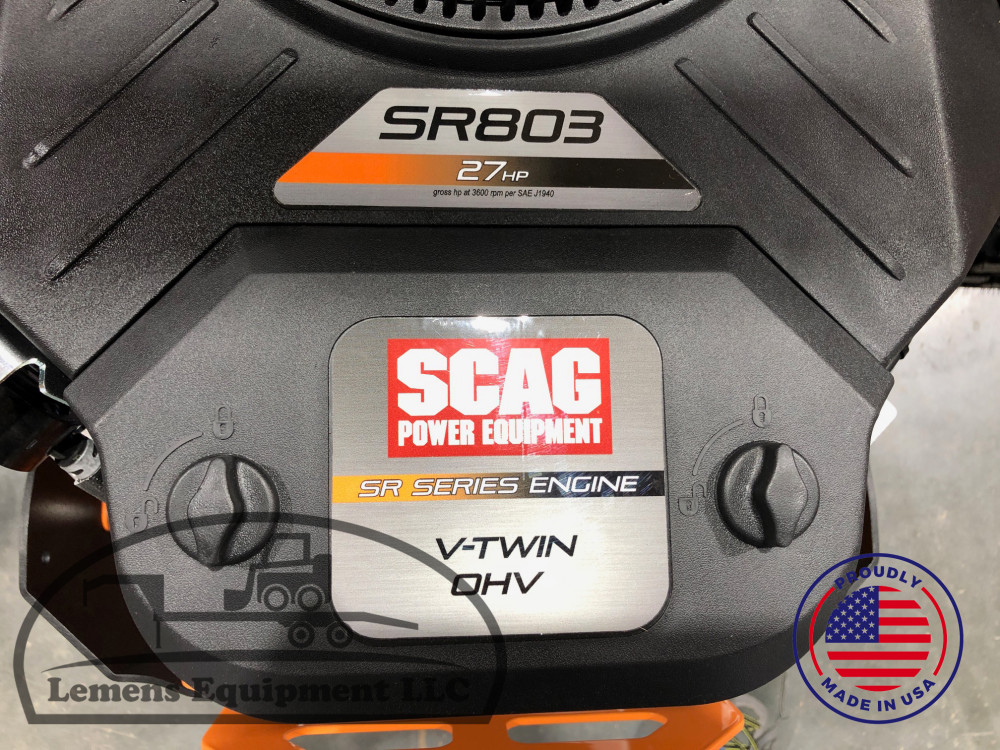 SR803
27HP
gross hp at 3600 rpm per SAE J1940
SCAG
POWER EQUIPMENT
SR SERIES ENGINE
V-TWIN
OHV
Lemens Equipment LLC
PROUDLY
MADE IN USA